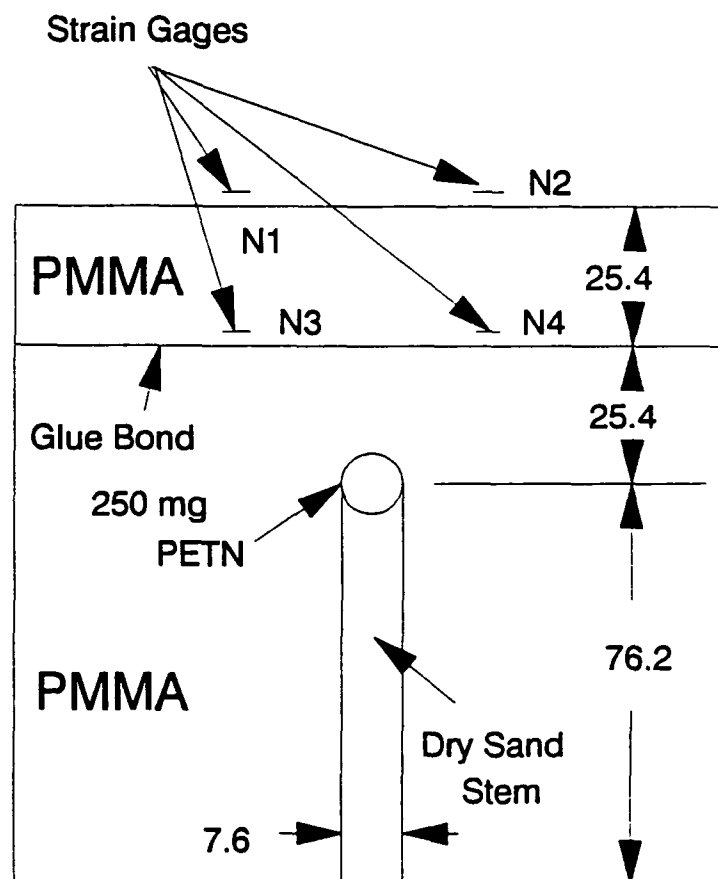 Strain Gages
N2
N1
PMMA
25.4
N3
N4
Glue Bond
25.4
250 mg
PETN
76.2
PMMA
Dry Sand
Stem
7.6